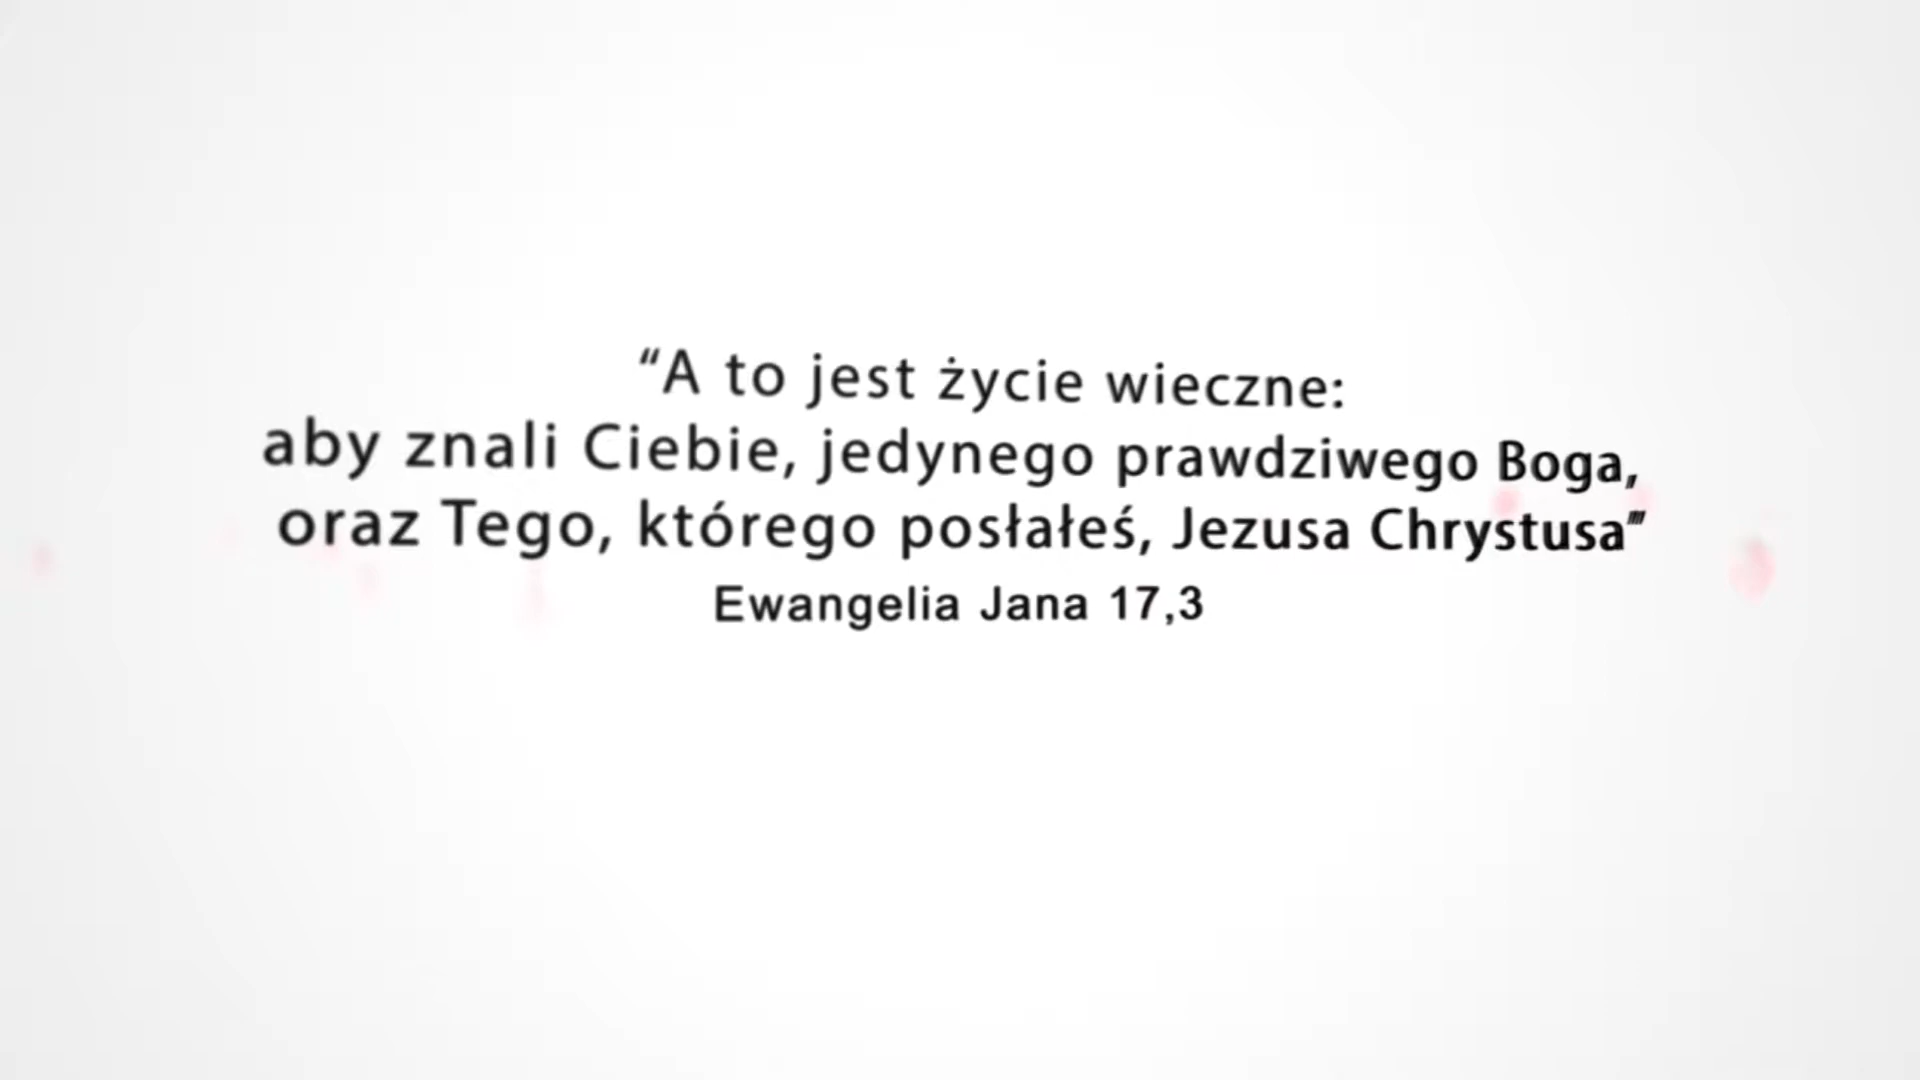 “A to jest życie wieczne:
aby znali Ciebie, jedynego prawdziwego Boga,
oraz Tego, którego posłałeś, Jezusa Chrystusa”
Ewangelia Jana 17,3